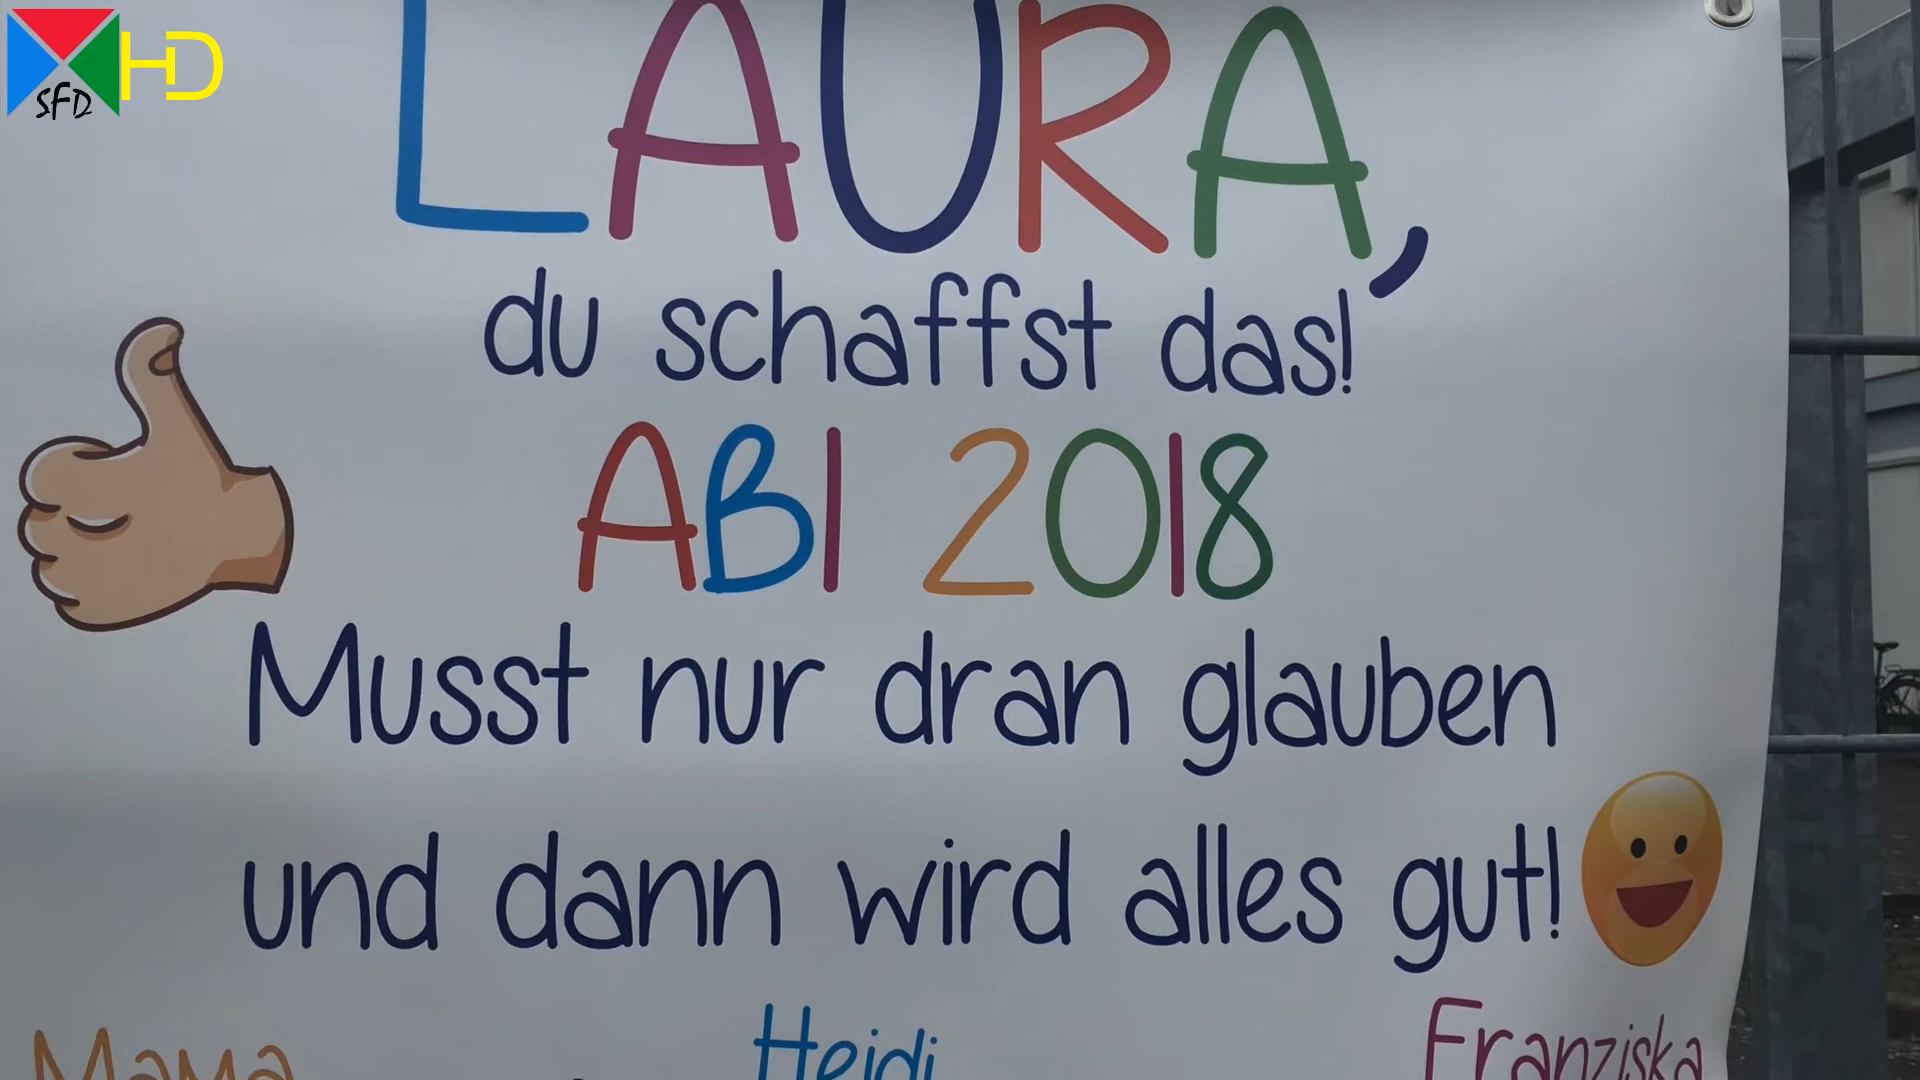 SFD HD
LAURA,
du schaffst das!
ABI 2018
Musst nur dran glauben
und dann wird alles gut!
Mama Heidi Franziska